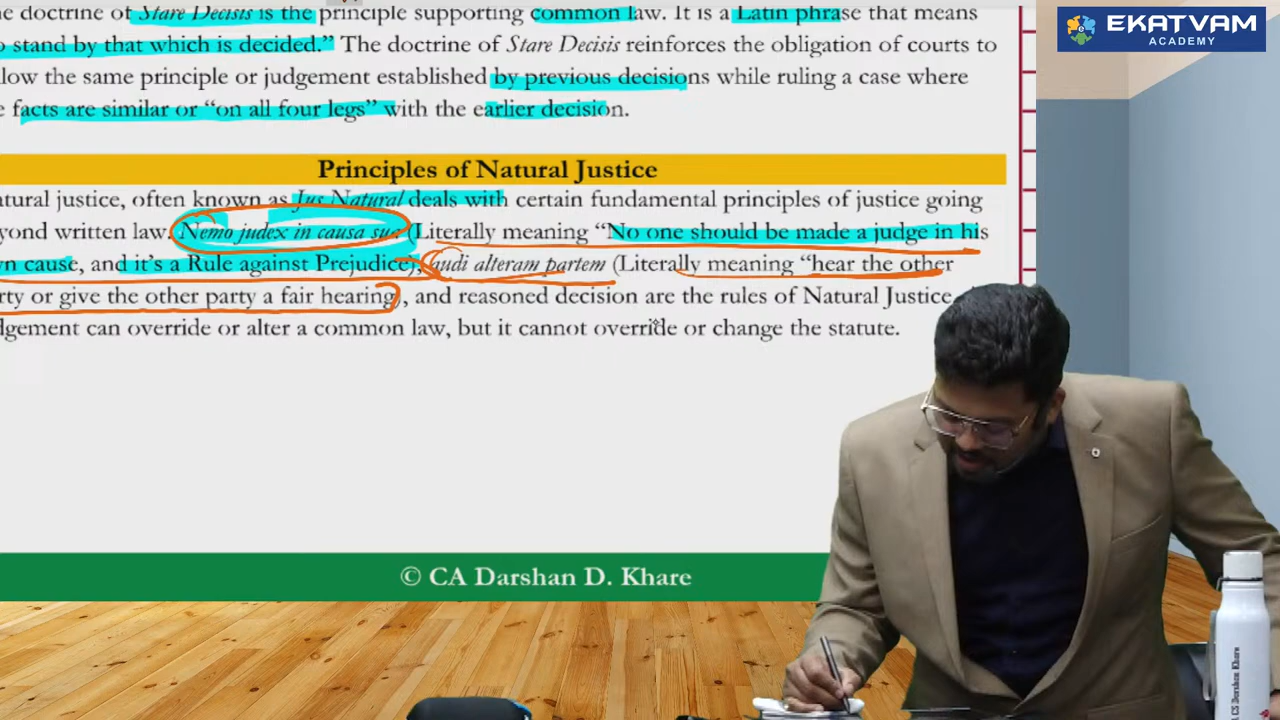 doctrine of Stare Decisis is the principle supporting common law. It is a Latin phrase that means
stand by that which is decided.” The doctrine of Stare Decisis reinforces the obligation of courts to
the same principle or judgement established by previous decisions while ruling a case where
facts are similar or “on all four legs” with the earlier decision.
EKATVAM
ACADEMY
Principles of Natural Justice
justice, often known as Jus Natural deals with certain fundamental principles of justice going
written law. Nemo judex in causa sua (Literally meaning “No one should be made a judge in his
cause, and it’s a Rule against Prejudice), audi alteram partem (Literally meaning “hear the other
or give the other party a fair hearing), and reasoned decision are the rules of Natural Justice.
can override or alter a common law, but it cannot override or change the statute.
© CA Darshan D. Khare
CS Darshan Khare